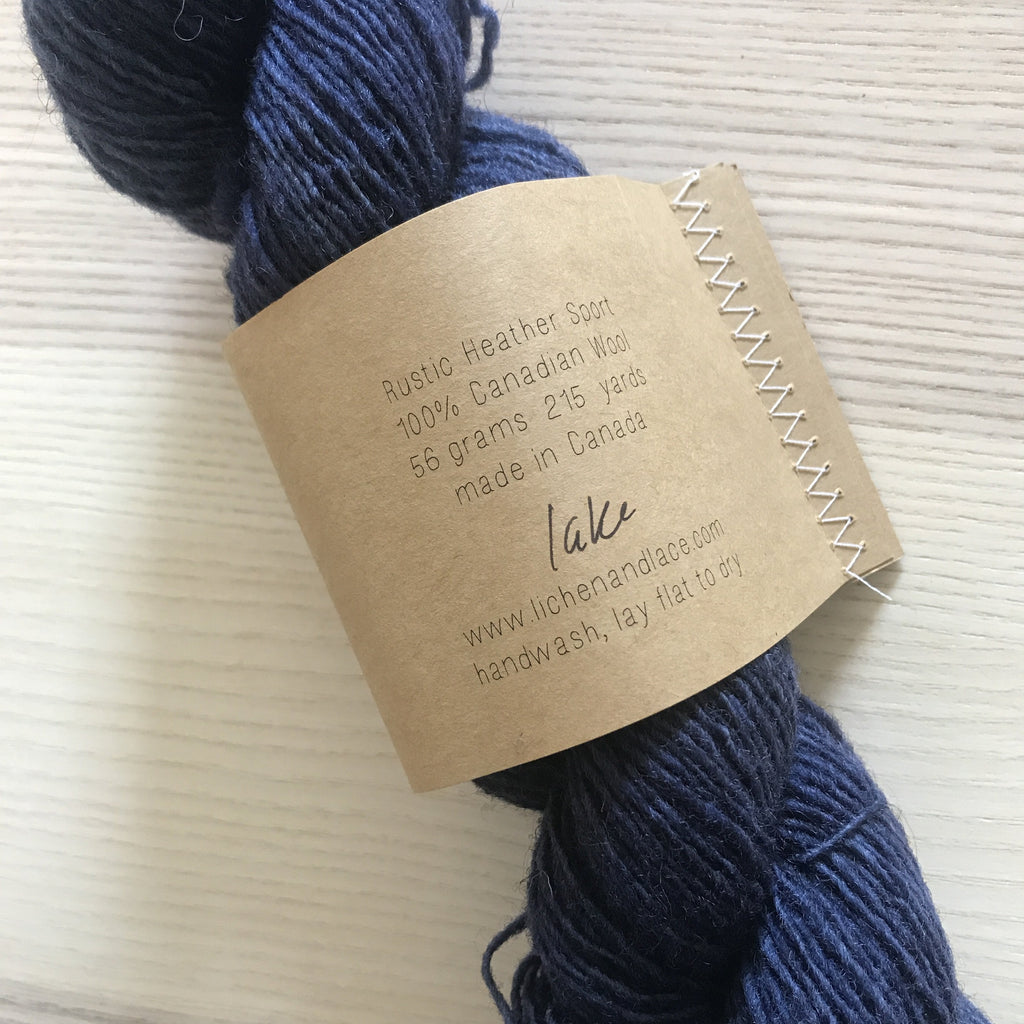 Rustic Heather Sport
100% Canadian Wool
56 grams 215 yards
made in Canada
lake
www.lichenandlace.com
handwash, lay flat to dry